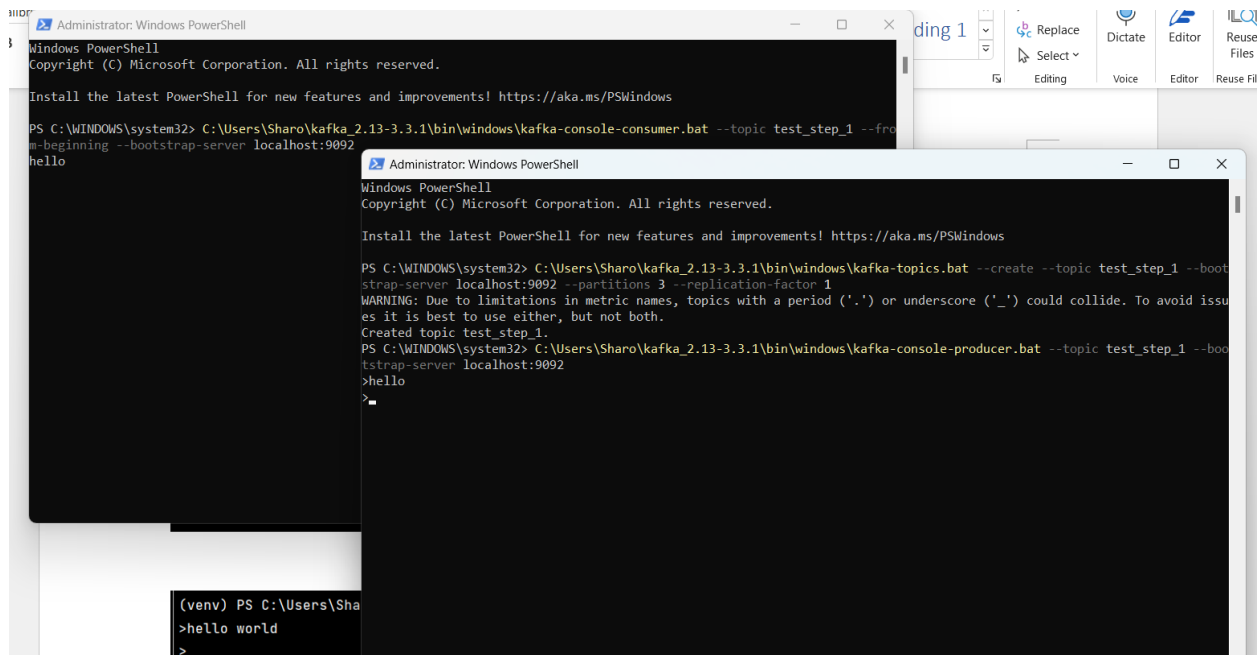 Administrator: Windows PowerShell
Windows PowerShell
Copyright (C) Microsoft Corporation. All rights reserved.
Install the latest PowerShell for new features and improvements! https://aka.ms/PSWindows
PS C:\WINDOWS\system32> C:\Users\Sharo\kafka_2.13-3.3.1\bin\windows\kafka-console-consumer.bat --topic test_step_1 --fro
m-beginning --bootstrap-server localhost:9092
hello
ding 1
Replace
Select
Editing
Dictate
Voice
Editor
Editor
Reuse
Files
Reuse Fil
Administrator: Windows PowerShell
Windows PowerShell
Copyright (C) Microsoft Corporation. All rights reserved.
Install the latest PowerShell for new features and improvements! https://aka.ms/PSWindows
PS C:\WINDOWS\system32> C:\Users\Sharo\kafka_2.13-3.3.1\bin\windows\kafka-topics.bat --create --topic test_step_1 --boot
strap-server localhost:9092 --partitions 3 --replication-factor 1
WARNING: Due to limitations in metric names, topics with a period ('.') or underscore ('_') could collide. To avoid issu
es it is best to use either, but not both.
Created topic test_step_1.
PS C:\WINDOWS\system32> C:\Users\Sharo\kafka_2.13-3.3.1\bin\windows\kafka-console-producer.bat --topic test_step_1 --boo
tstrap-server localhost:9092
>hello
>
(venv) PS C:\Users\Sha
>hello world
>